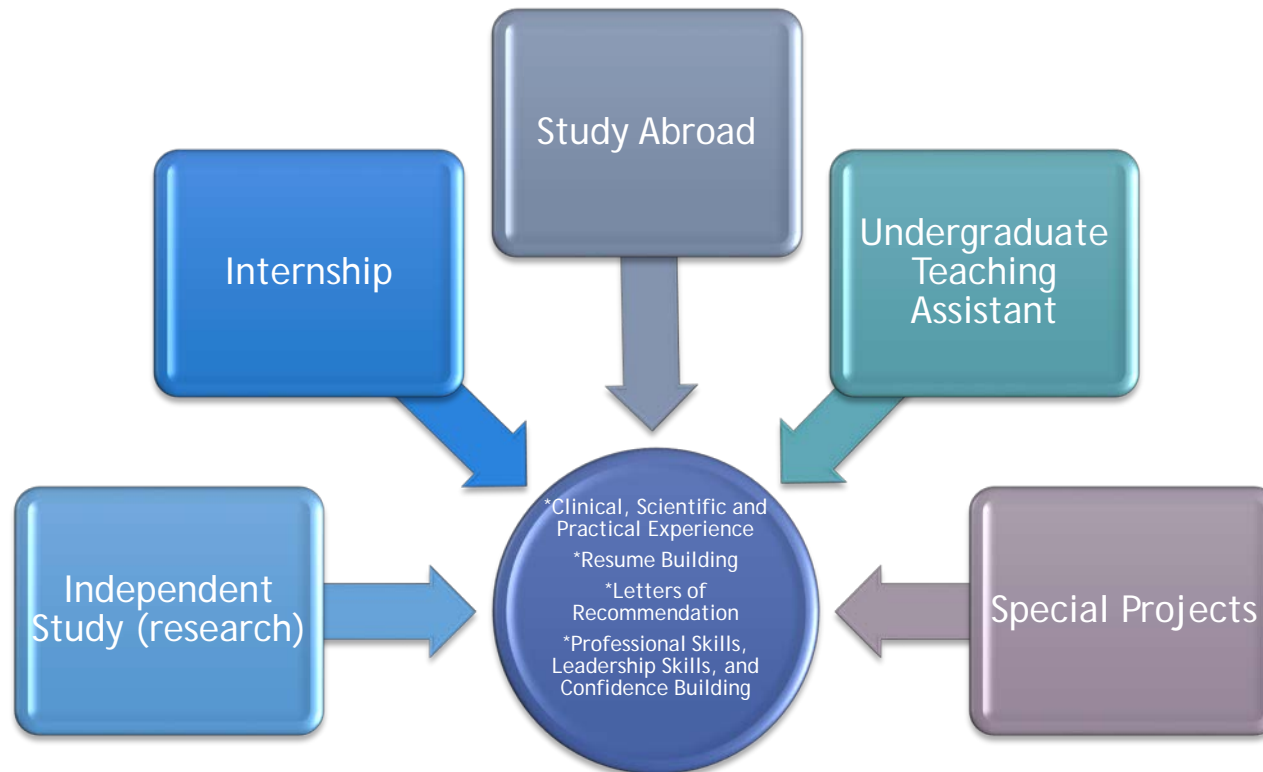 Study Abroad
Internship
Undergraduate
Teaching
Assistant
Independent
Study (research)
*Clinical, Scientific and
Practical Experience
*Resume Building
*Letters of
Recommendation
*Professional Skills,
Leadership Skills, and
Confidence Building
Special Projects